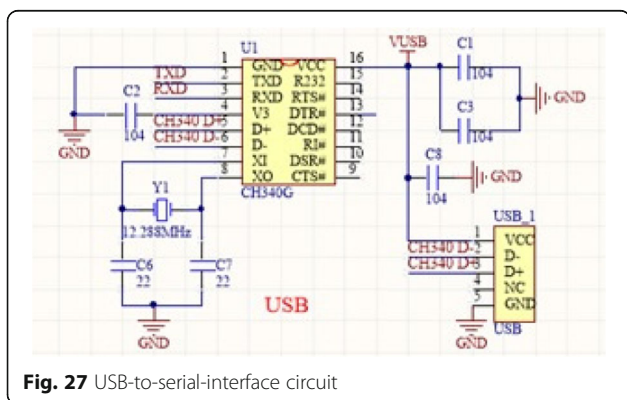 U1
VUSB
C1
104
C3
104
GND
C2
104
GND
TXD
RXD
CH340 D+
CH340 D-
1 GND VCC 16
2 TXD R232 15
3 RXD RTS# 14
4 V3 DTR# 13
5 D+ DCD# 12
6 D- RI# 11
7 XI DSR# 10
8 XO CTS# 9
CH340G
Y1
12.288MHz
C6
22
C7
22
GND
C8
104
GND
USB
USB_1
CH340 D-
CH340 D+
1 VCC
2 D-
3 D+
4 NC
5 GND
USB
GND
Fig. 27 USB-to-serial-interface circuit